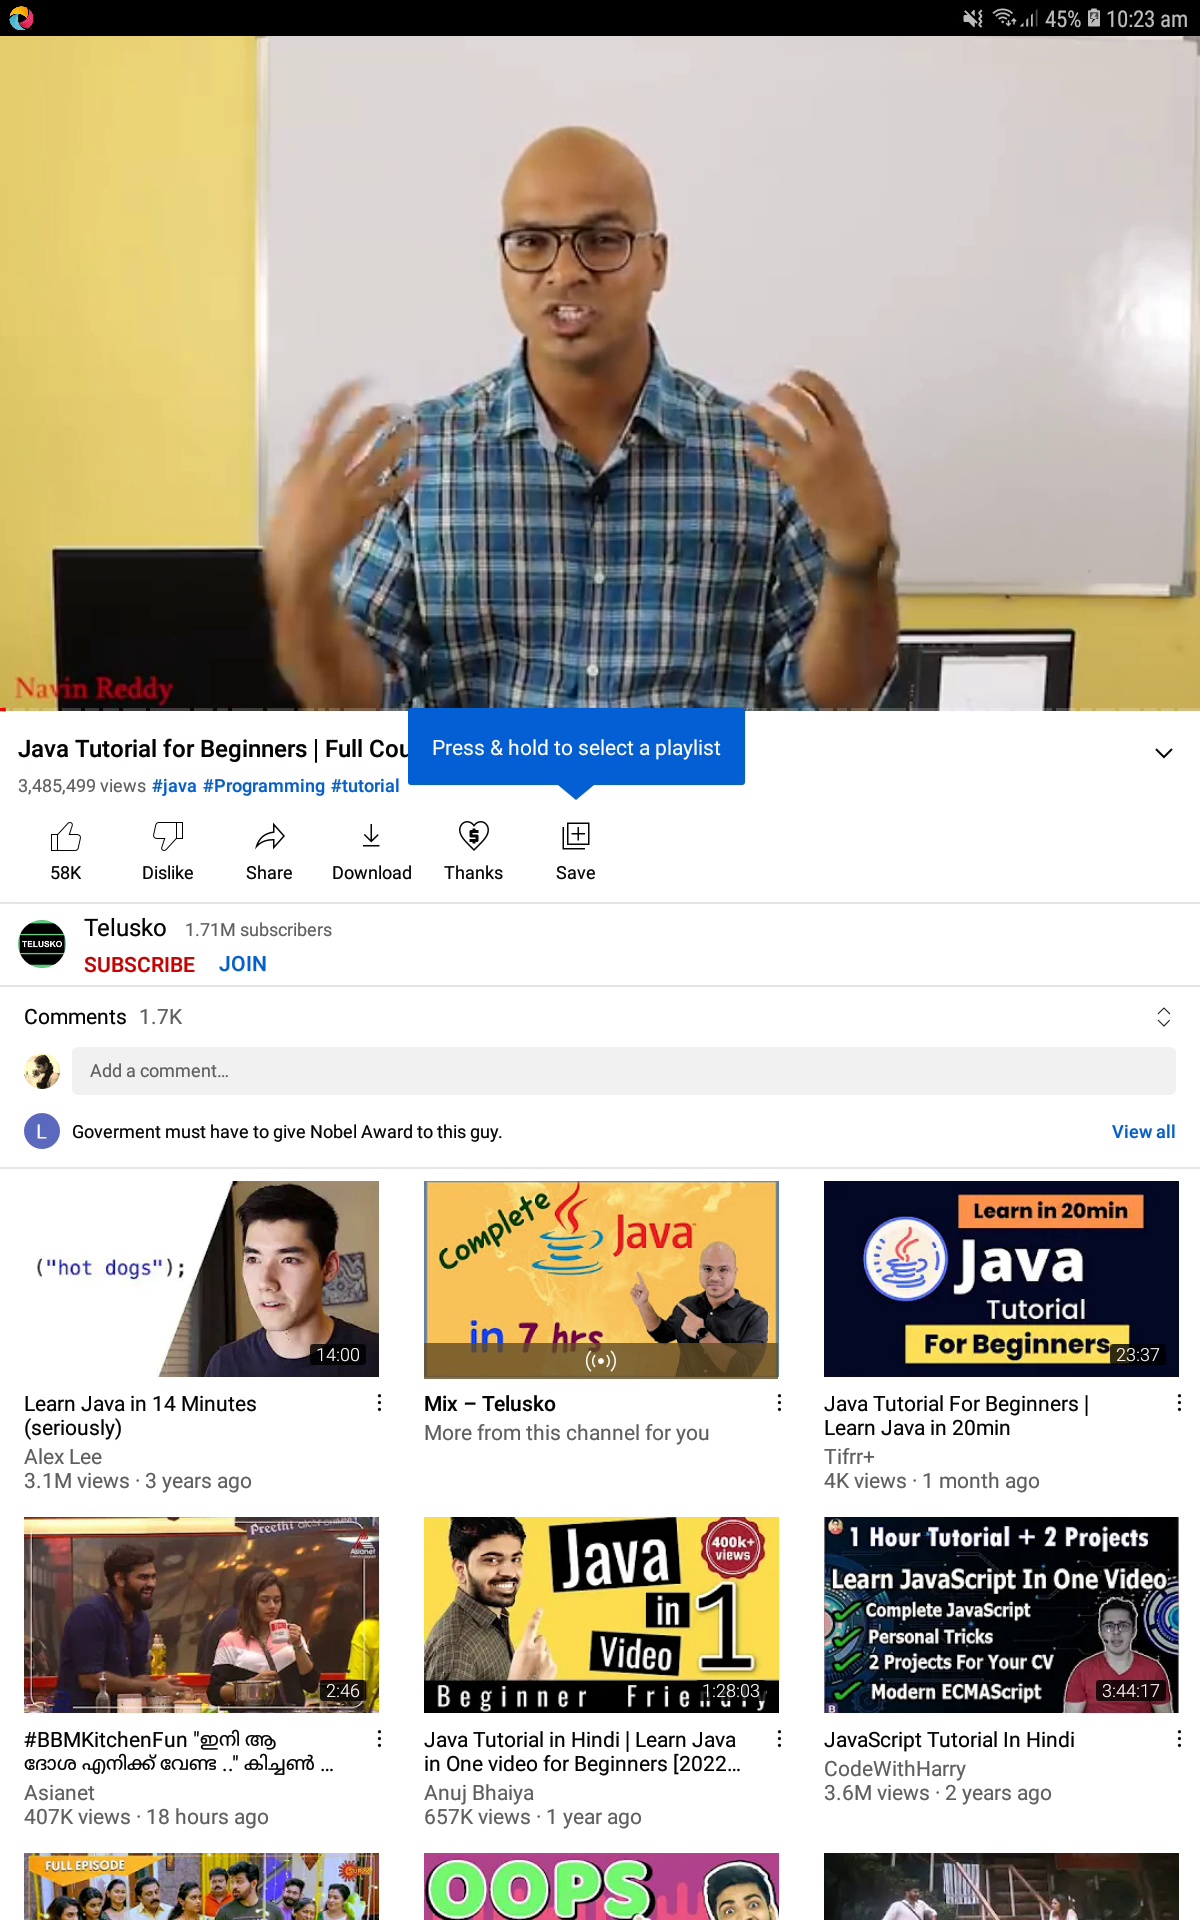 45% 10:23 am
Navin Reddy
Java Tutorial for Beginners | Full Cou
Press & hold to select a playlist
3,485,499 views #java #Programming #tutorial
58K
Dislike
Share
Download
Thanks
Save
TELUSKO
Telusko 1.71M subscribers
SUBSCRIBE JOIN
Comments 1.7K
Add a comment...
L Goverment must have to give Nobel Award to this guy. View all
("hot dogs");
14:00
Learn Java in 14 Minutes
(seriously)
Alex Lee
3.1M views · 3 years ago
Complete
Java
in 7 hrs
Mix – Telusko
More from this channel for you
Learn in 20min
Java
Tutorial
For Beginners
23:37
Java Tutorial For Beginners |
Learn Java in 20min
Tifrr+
4K views · 1 month ago
Preethi
Asianet
2:46
#BBMKitchenFun "ഇനി ആ
ദോശ എനിക്ക് വേണ്ട .." കിച്ചൺ ...
Asianet
407K views · 18 hours ago
400k+
views
Java
in 1
Video
Beginner
1:28:03
Java Tutorial in Hindi | Learn Java
in One video for Beginners [2022...
Anuj Bhaiya
657K views · 1 year ago
1 Hour Tutorial + 2 Projects
Learn JavaScript In One Video
Complete JavaScript
Personal Tricks
2 Projects For Your CV
Modern ECMAScript
3:44:17
JavaScript Tutorial In Hindi
CodeWithHarry
3.6M views · 2 years ago
FULL EPISODE
OOPS